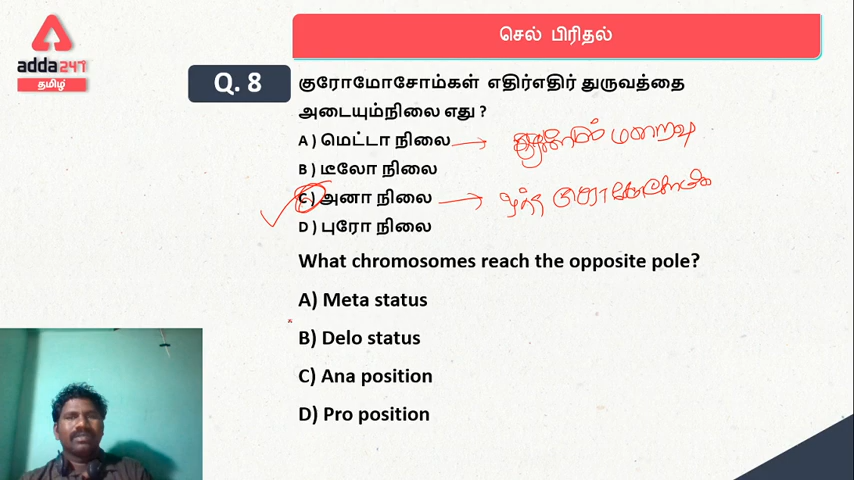 செல் பிரிதல்
adda247
தமிழ்
Q. 8
குரோமோசோம்கள் எதிர்எதிர் துருவத்தை
அடையும்நிலை எது ?
A ) மெட்டா நிலை
B ) டீலோ நிலை
C ) அனா நிலை
D ) புரோ நிலை
What chromosomes reach the opposite pole?
A) Meta status
B) Delo status
C) Ana position
D) Pro position